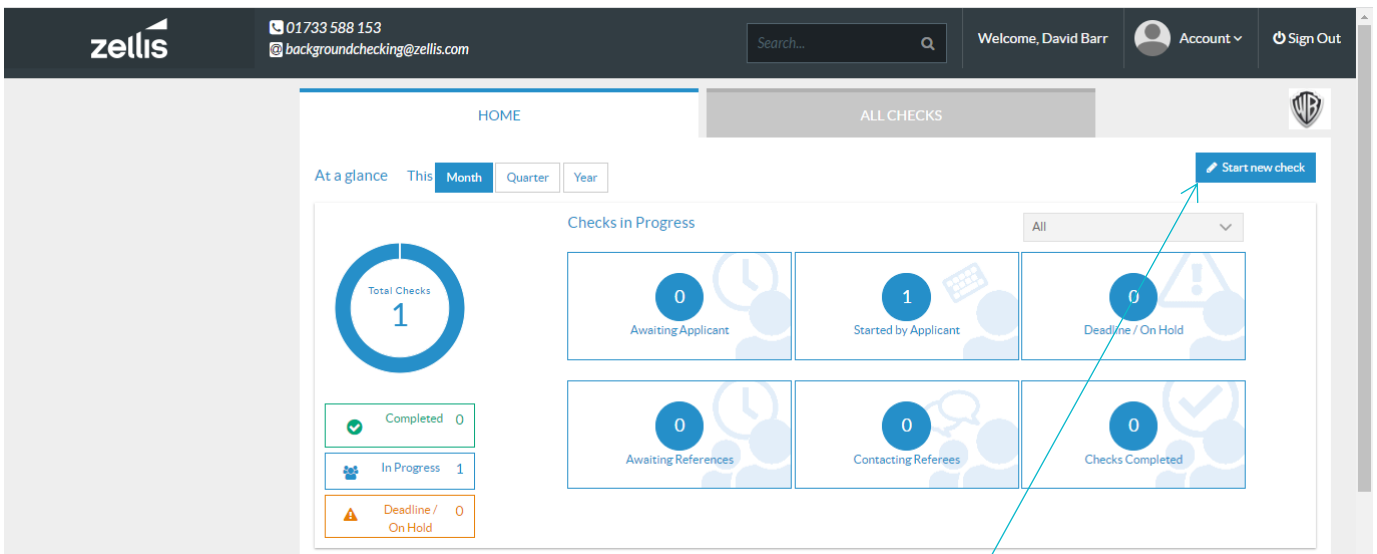 zellis
01733 588 153
@ backgroundchecking@zellis.com
Search...
Welcome, David Barr
Account
Sign Out
HOME
ALL CHECKS
WB
At a glance This Month Quarter Year
Start new check
Checks in Progress
All
Total Checks
1
0
Awaiting Applicant
1
Started by Applicant
0
Deadline / On Hold
Completed 0
In Progress 1
Deadline / On Hold 0
0
Awaiting References
0
Contacting Referees
0
Checks Completed